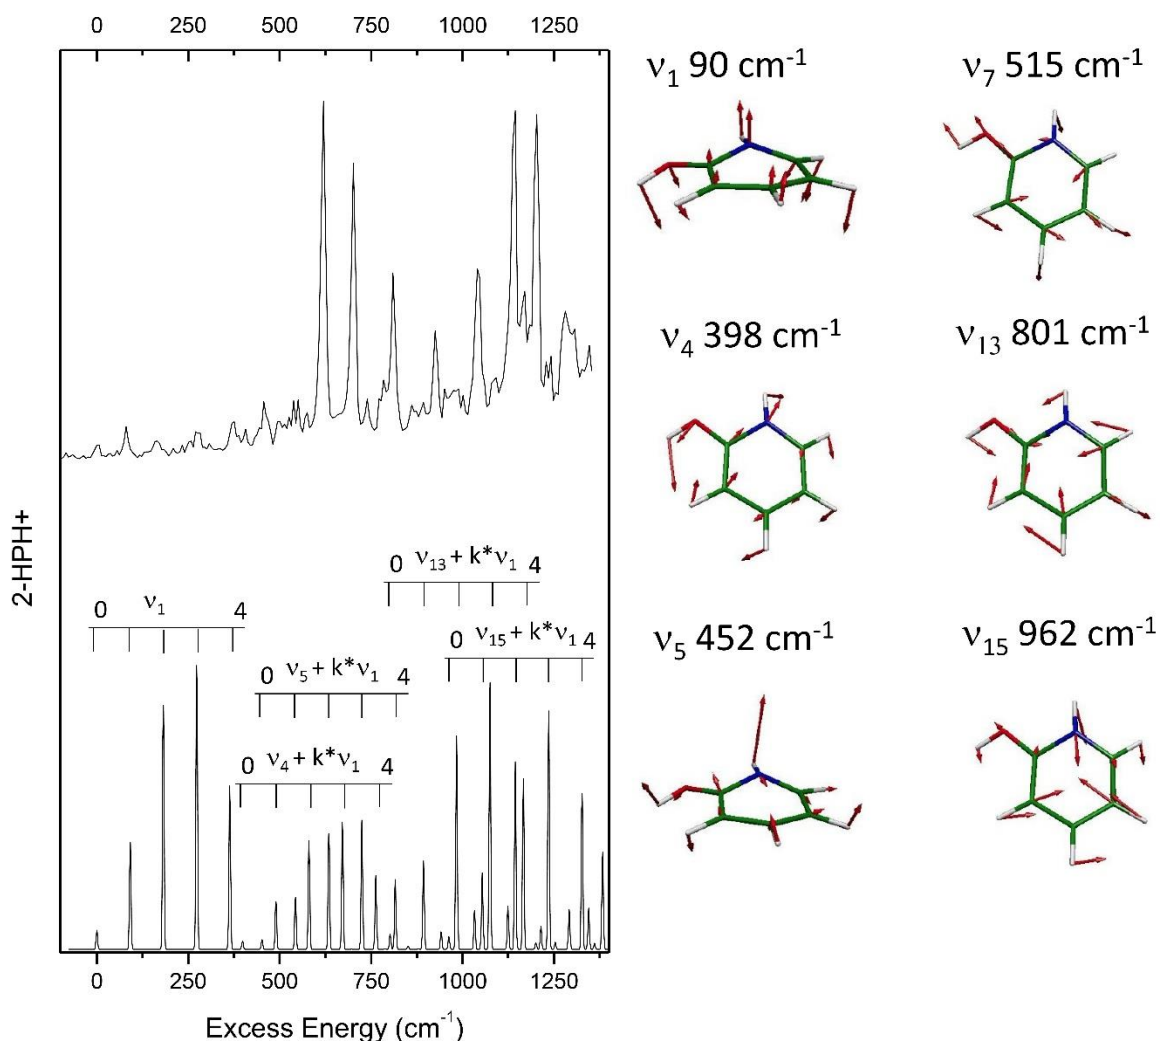 0 250 500 750 1000 1250
2-HPH+
0 ν₁₃ + k*ν₁ 4
0 ν₁ 4
0 ν₁₅ + k*ν₁ 4
0 ν₅ + k*ν₁ 4
0 ν₄ + k*ν₁ 4
0 250 500 750 1000 1250
Excess Energy (cm⁻¹)
ν₁ 90 cm⁻¹
ν₇ 515 cm⁻¹
ν₄ 398 cm⁻¹
ν₁₃ 801 cm⁻¹
ν₅ 452 cm⁻¹
ν₁₅ 962 cm⁻¹